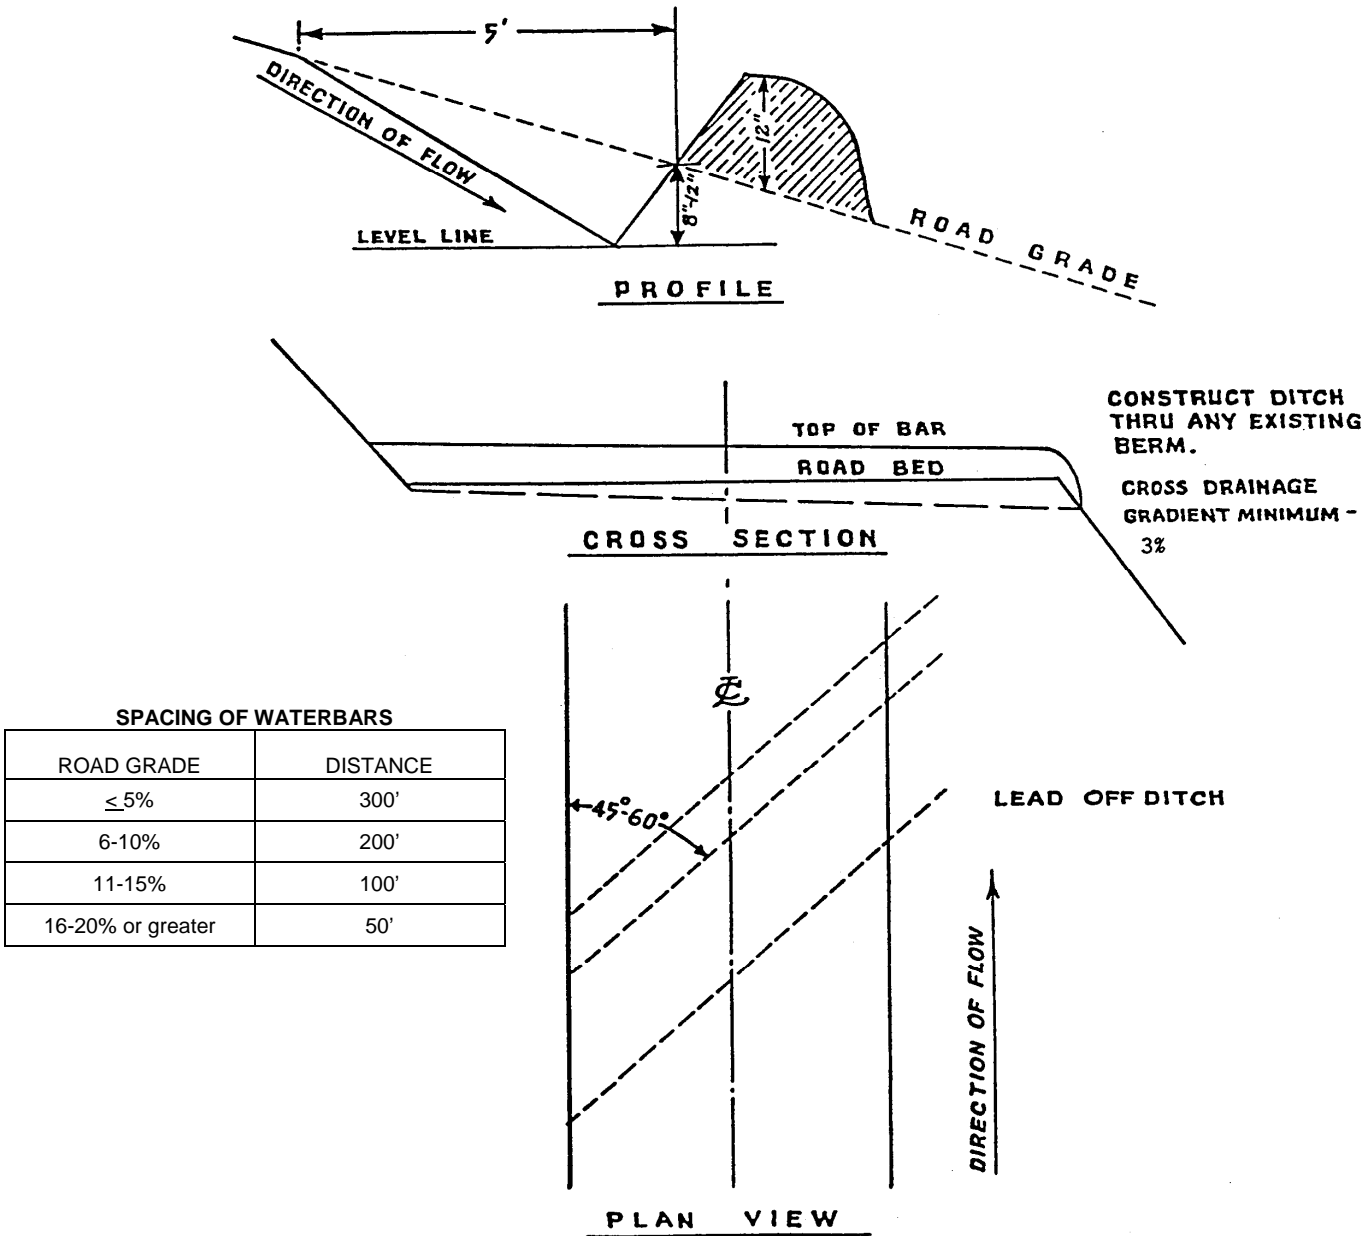 5'
DIRECTION OF FLOW
12"
8"-12"
LEVEL LINE
ROAD GRADE
PROFILE
CONSTRUCT DITCH
THRU ANY EXISTING
BERM.
TOP OF BAR
ROAD BED
CROSS DRAINAGE
GRADIENT MINIMUM -
3%
CROSS SECTION
℄
SPACING OF WATERBARS
ROAD GRADE DISTANCE
≤ 5% 300'
6-10% 200'
11-15% 100'
16-20% or greater 50'
45°-60°
LEAD OFF DITCH
DIRECTION OF FLOW
PLAN VIEW